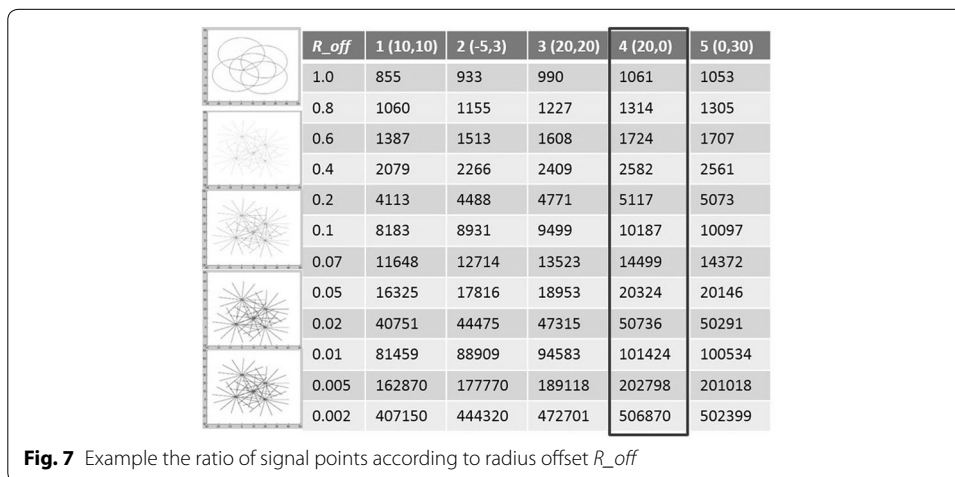 R_off 1 (10,10) 2 (-5,3) 3 (20,20) 4 (20,0) 5 (0,30)
1.0 855 933 990 1061 1053
0.8 1060 1155 1227 1314 1305
0.6 1387 1513 1608 1724 1707
0.4 2079 2266 2409 2582 2561
0.2 4113 4488 4771 5117 5073
0.1 8183 8931 9499 10187 10097
0.07 11648 12714 13523 14499 14372
0.05 16325 17816 18953 20324 20146
0.02 40751 44475 47315 50736 50291
0.01 81459 88909 94583 101424 100534
0.005 162870 177770 189118 202798 201018
0.002 407150 444320 472701 506870 502399
Fig. 7 Example the ratio of signal points according to radius offset R_off